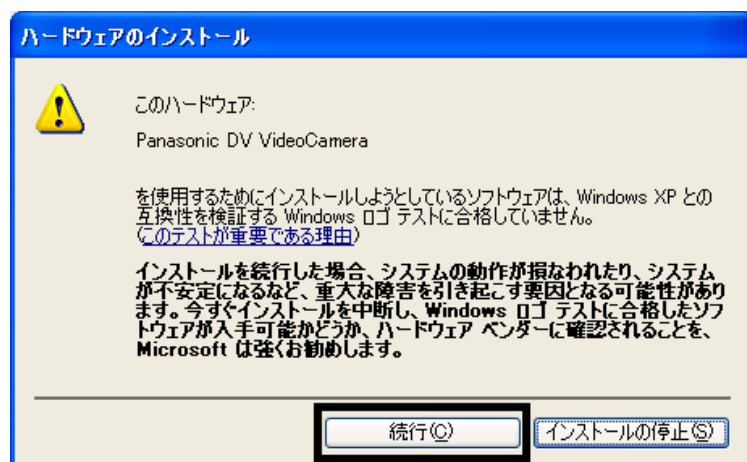 ハードウェアのインストール
このハードウェア:
Panasonic DV VideoCamera
を使用するためにインストールしようとしているソフトウェアは、Windows XP との
互換性を検証する Windows ロゴ テストに合格していません。
(このテストが重要である理由)
インストールを続行した場合、システムの動作が損なわれたり、システム
が不安定になるなど、重大な障害を引き起こす要因となる可能性があり
ます。今すぐインストールを中断し、Windows ロゴ テストに合格したソフ
トウェアが入手可能かどうか、ハードウェア ベンダーに確認されることを、
Microsoft は強くお勧めします。
続行(C) インストールの停止(S)